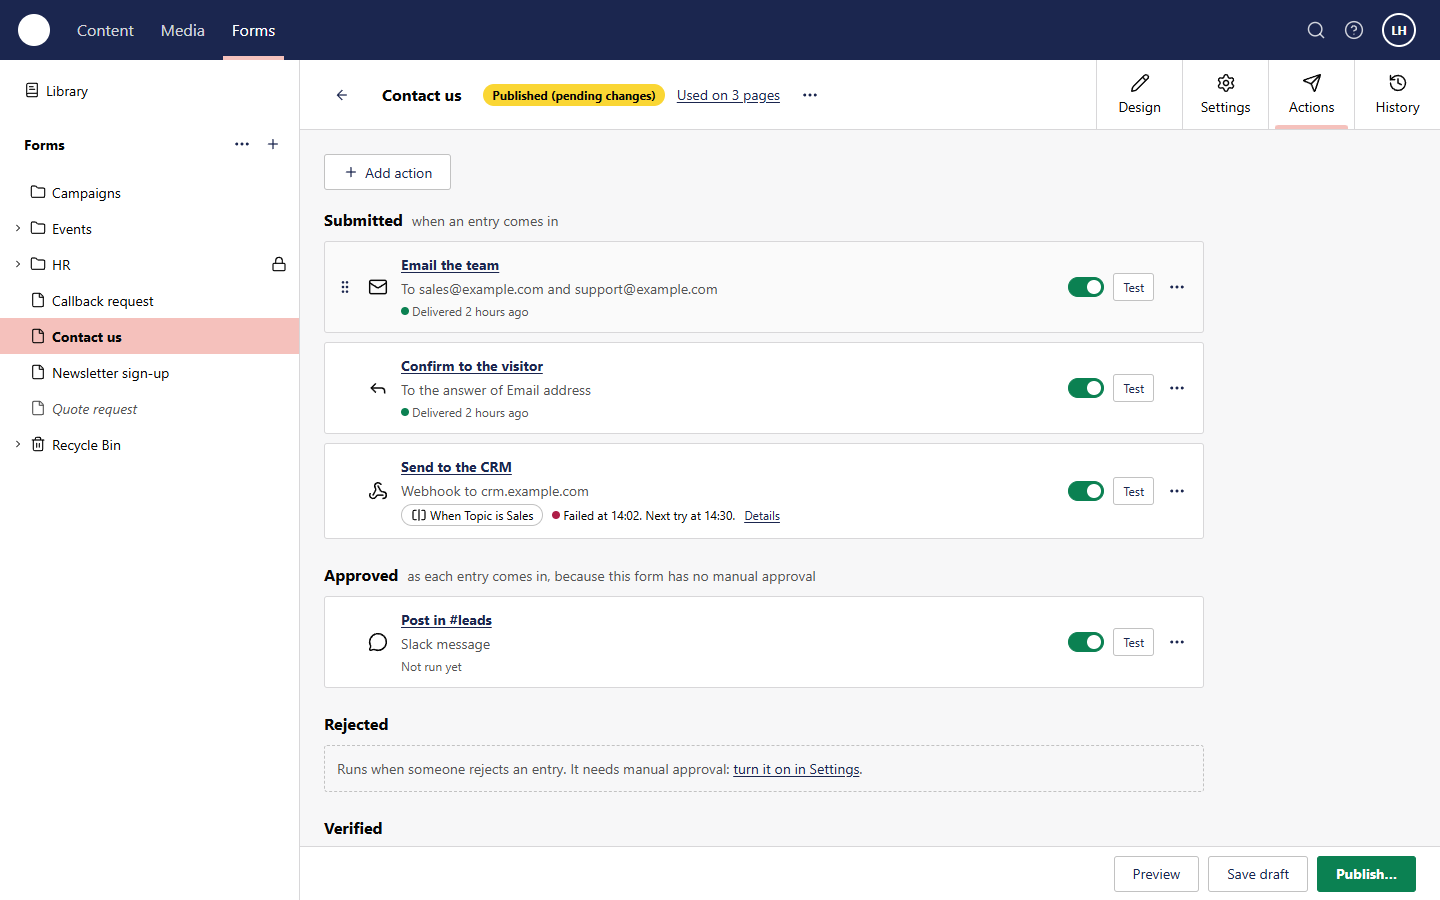 Content Media Forms
LH
Library
Forms
Campaigns
Events
HR
Callback request
Contact us
Newsletter sign-up
Quote request
Recycle Bin
Contact us Published (pending changes) Used on 3 pages
Design Settings Actions History
Add action
Submitted when an entry comes in
Email the team
To sales@example.com and support@example.com
Delivered 2 hours ago
Test
Confirm to the visitor
To the answer of Email address
Delivered 2 hours ago
Test
Send to the CRM
Webhook to crm.example.com
When Topic is Sales Failed at 14:02. Next try at 14:30. Details
Test
Approved as each entry comes in, because this form has no manual approval
Post in #leads
Slack message
Not run yet
Test
Rejected
Runs when someone rejects an entry. It needs manual approval: turn it on in Settings.
Verified
Preview Save draft Publish...